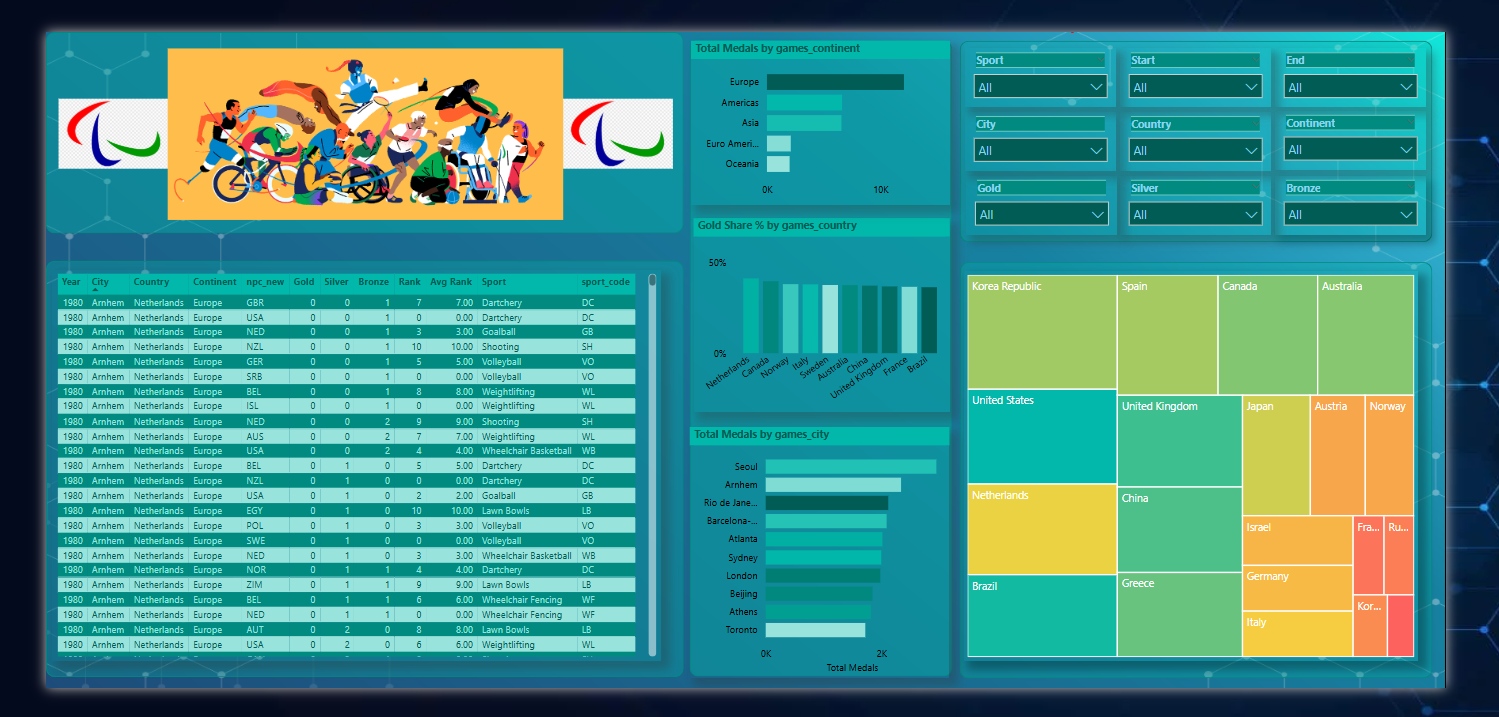 Total Medals by games_continent
Europe
Americas
Asia
Euro Ameri...
Oceania
0K 10K
Gold Share % by games_country
50%
0%
Netherlands Canada Norway Italy Sweden Australia China United Kingdom France Brazil
Total Medals by games_city
Seoul
Arnhem
Rio de Jane...
Barcelona-...
Atlanta
Sydney
London
Beijing
Athens
Toronto
0K 2K
Total Medals
Sport Start End
All All All
City Country Continent
All All All
Gold Silver Bronze
All All All
Year City Country Continent npc_new Gold Silver Bronze Rank Avg Rank Sport sport_code
1980 Arnhem Netherlands Europe GBR 0 0 1 7 7.00 Dartchery DC
1980 Arnhem Netherlands Europe USA 0 0 1 0 0.00 Dartchery DC
1980 Arnhem Netherlands Europe NED 0 0 1 3 3.00 Goalball GB
1980 Arnhem Netherlands Europe NZL 0 0 1 10 10.00 Shooting SH
1980 Arnhem Netherlands Europe GER 0 0 1 5 5.00 Volleyball VO
1980 Arnhem Netherlands Europe SRB 0 0 1 0 0.00 Volleyball VO
1980 Arnhem Netherlands Europe BEL 0 0 1 8 8.00 Weightlifting WL
1980 Arnhem Netherlands Europe ISL 0 0 1 0 0.00 Weightlifting WL
1980 Arnhem Netherlands Europe NED 0 0 2 9 9.00 Shooting SH
1980 Arnhem Netherlands Europe AUS 0 0 2 7 7.00 Weightlifting WL
1980 Arnhem Netherlands Europe USA 0 0 2 4 4.00 Wheelchair Basketball WB
1980 Arnhem Netherlands Europe BEL 0 1 0 5 5.00 Dartchery DC
1980 Arnhem Netherlands Europe NZL 0 1 0 0 0.00 Dartchery DC
1980 Arnhem Netherlands Europe USA 0 1 0 2 2.00 Goalball GB
1980 Arnhem Netherlands Europe EGY 0 1 0 10 10.00 Lawn Bowls LB
1980 Arnhem Netherlands Europe POL 0 1 0 3 3.00 Volleyball VO
1980 Arnhem Netherlands Europe SWE 0 1 0 0 0.00 Volleyball VO
1980 Arnhem Netherlands Europe NED 0 1 0 3 3.00 Wheelchair Basketball WB
1980 Arnhem Netherlands Europe NOR 0 1 1 4 4.00 Dartchery DC
1980 Arnhem Netherlands Europe ZIM 0 1 1 9 9.00 Lawn Bowls LB
1980 Arnhem Netherlands Europe BEL 0 1 1 6 6.00 Wheelchair Fencing WF
1980 Arnhem Netherlands Europe NED 0 1 1 0 0.00 Wheelchair Fencing WF
1980 Arnhem Netherlands Europe AUT 0 2 0 8 8.00 Lawn Bowls LB
1980 Arnhem Netherlands Europe USA 0 2 0 6 6.00 Weightlifting WL
Korea Republic Spain Canada Australia
United States United Kingdom Japan Austria Norway
Netherlands China Israel Fra... Ru...
Brazil Greece Germany
Kor...
Italy